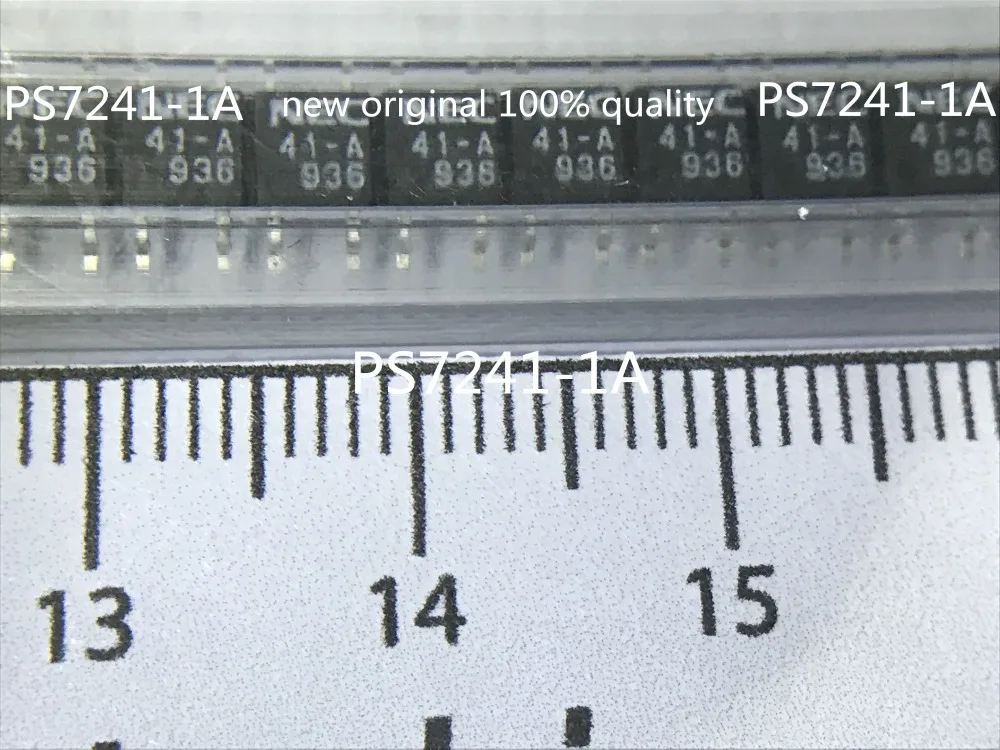 PS7241-1A new original 100% quality PS7241-1A
41-A 41-A 41-A 41-A 41-A 41-A 41-A 41-A
936 936 936 936 936 936 936 936
PS7241-1A
13 14 15